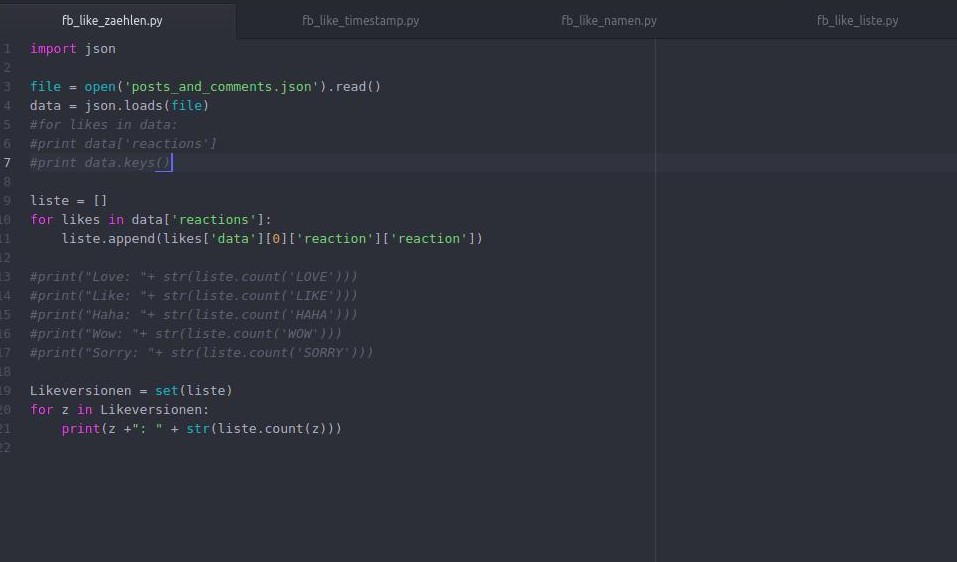 fb_like_zaehlen.py fb_like_timestamp.py fb_like_namen.py fb_like_liste.py
1 import json
2
3 file = open('posts_and_comments.json').read()
4 data = json.loads(file)
5 #for likes in data:
6 #print data['reactions']
7 #print data.keys()
8
9 liste = []
10 for likes in data['reactions']:
11     liste.append(likes['data'][0]['reaction']['reaction'])
12
13 #print("Love: "+ str(liste.count('LOVE')))
14 #print("Like: "+ str(liste.count('LIKE')))
15 #print("Haha: "+ str(liste.count('HAHA')))
16 #print("Wow: "+ str(liste.count('WOW')))
17 #print("Sorry: "+ str(liste.count('SORRY')))
18
19 Likeversionen = set(liste)
20 for z in Likeversionen:
21     print(z +": " + str(liste.count(z)))
22